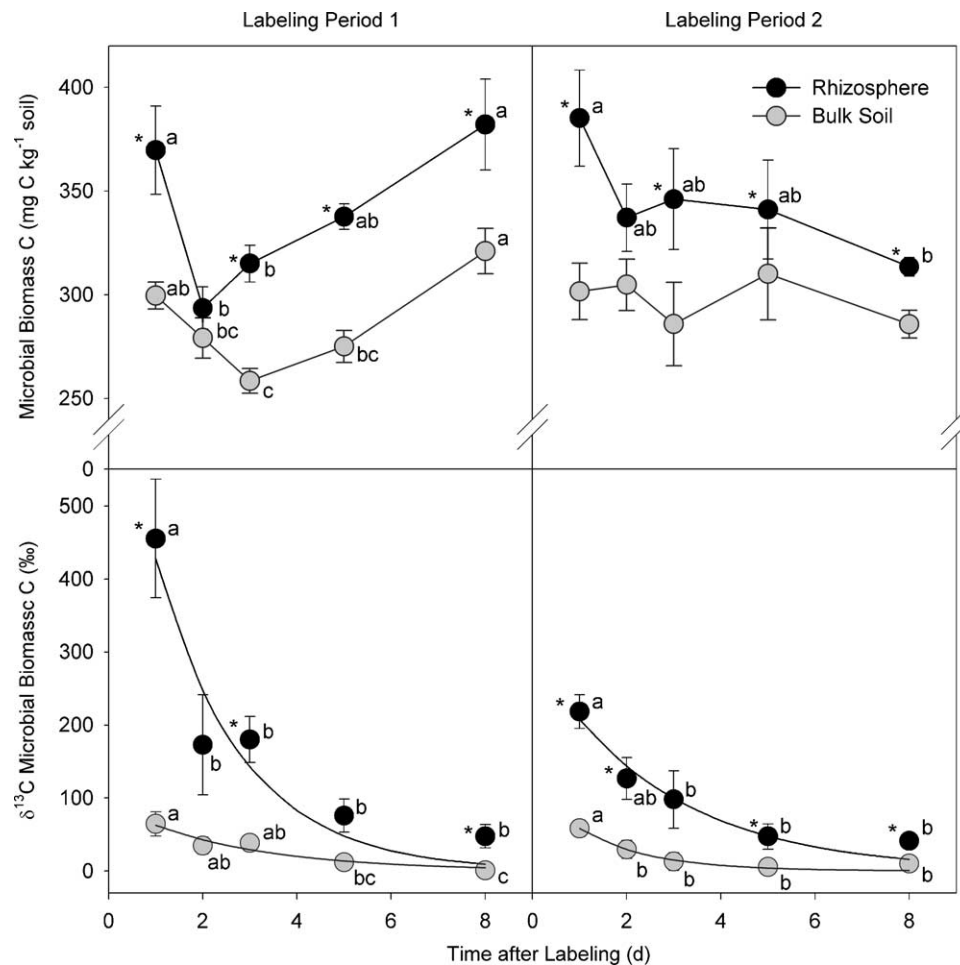 Labeling Period 1
Labeling Period 2
Microbial Biomass C (mg C kg⁻¹ soil)
400
350
300
250
0
* a
b
* b
* ab
* a
ab
bc
c
bc
a
Rhizosphere
Bulk Soil
* a
ab
* ab
* ab
* b
δ¹³C Microbial Biomassc C (‰)
500
400
300
200
100
0
* a
b
* b
b
* b
a
ab
ab
bc
c
* a
* ab
b
* b
* b
a
b
b
b
b
0 2 4 6 8 0 2 4 6 8
Time after Labeling (d)